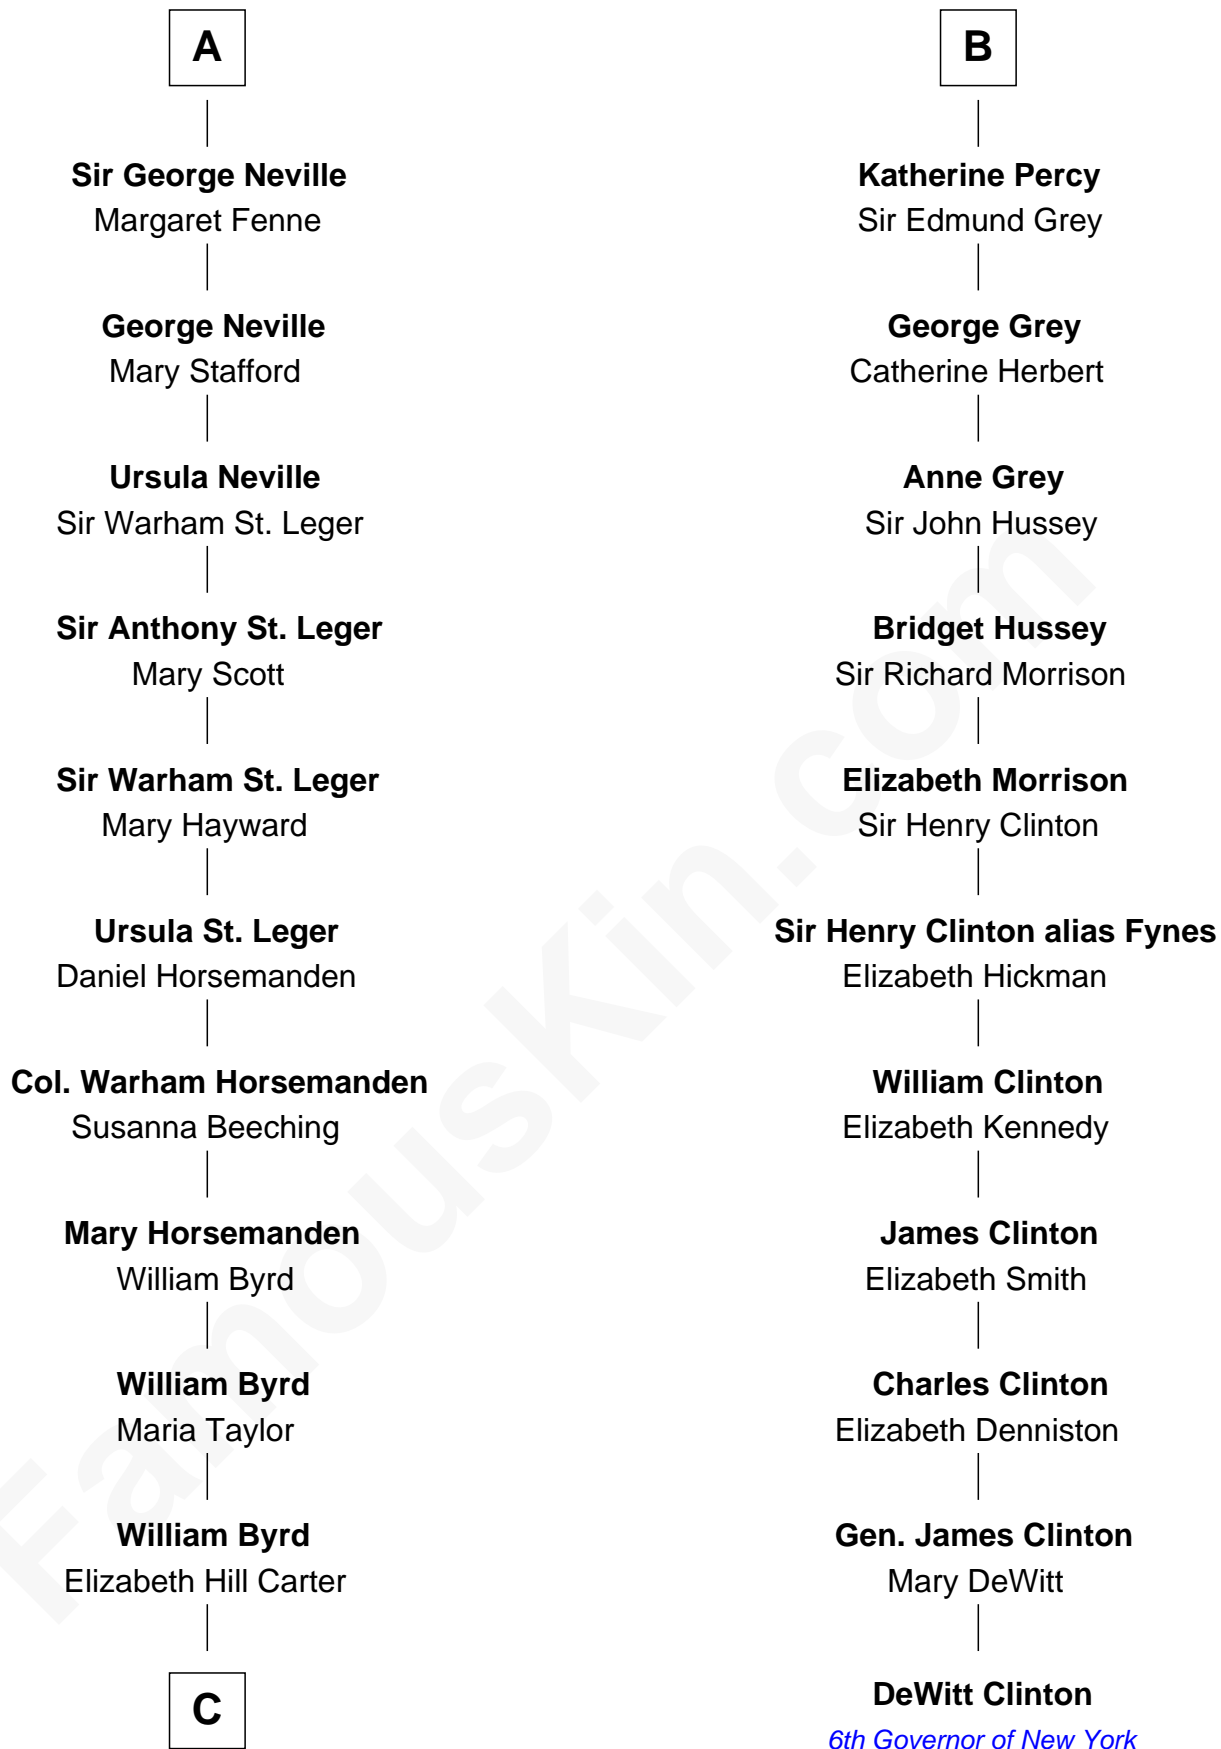 A
Sir George Neville
Margaret Fenne
George Neville
Mary Stafford
Ursula Neville
Sir Warham St. Leger
Sir Anthony St. Leger
Mary Scott
Sir Warham St. Leger
Mary Hayward
Ursula St. Leger
Daniel Horsemanden
Col. Warham Horsemanden
Susanna Beeching
Mary Horsemanden
William Byrd
William Byrd
Maria Taylor
William Byrd
Elizabeth Hill Carter
C
B
Katherine Percy
Sir Edmund Grey
George Grey
Catherine Herbert
Anne Grey
Sir John Hussey
Bridget Hussey
Sir Richard Morrison
Elizabeth Morrison
Sir Henry Clinton
Sir Henry Clinton alias Fynes
Elizabeth Hickman
William Clinton
Elizabeth Kennedy
James Clinton
Elizabeth Smith
Charles Clinton
Elizabeth Denniston
Gen. James Clinton
Mary DeWitt
DeWitt Clinton
6th Governor of New York
FamousKin.com